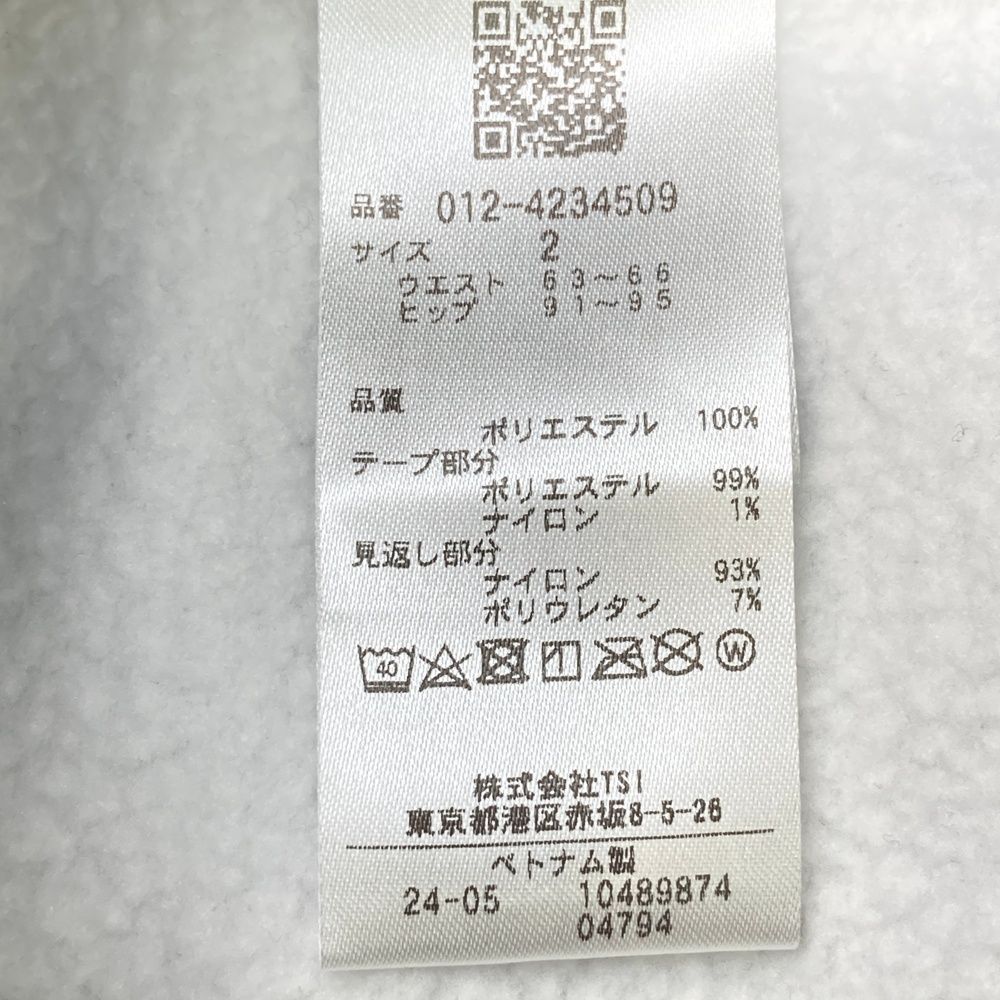 品番 012-4234509
サイズ 2
ウエスト 63～66
ヒップ 91～95
品質
ポリエステル 100%
テープ部分
ポリエステル 99%
ナイロン 1%
見返し部分
ナイロン 93%
ポリウレタン 7%
40 W
株式会社TSI
東京都港区赤坂8-5-26
ベトナム製
24-05 10489874
04794